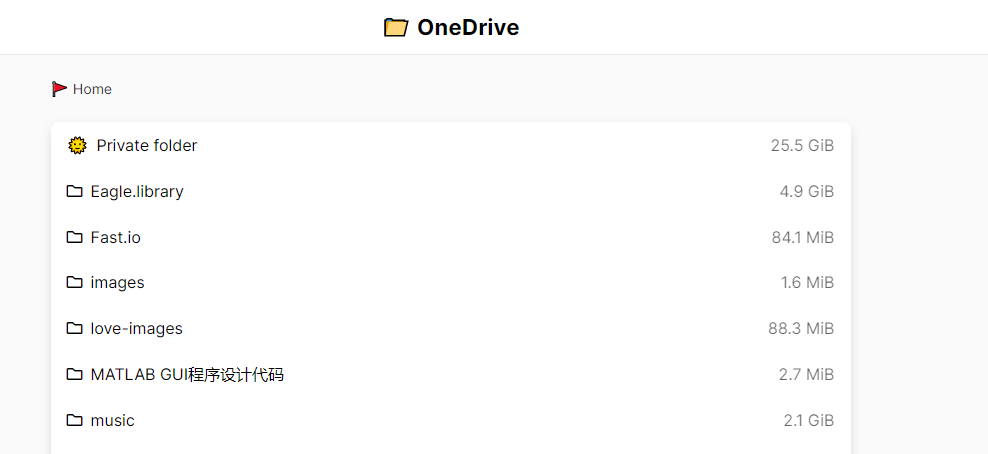 OneDrive
Home
Private folder 25.5 GiB
Eagle.library 4.9 GiB
Fast.io 84.1 MiB
images 1.6 MiB
love-images 88.3 MiB
MATLAB GUI程序设计代码 2.7 MiB
music 2.1 GiB